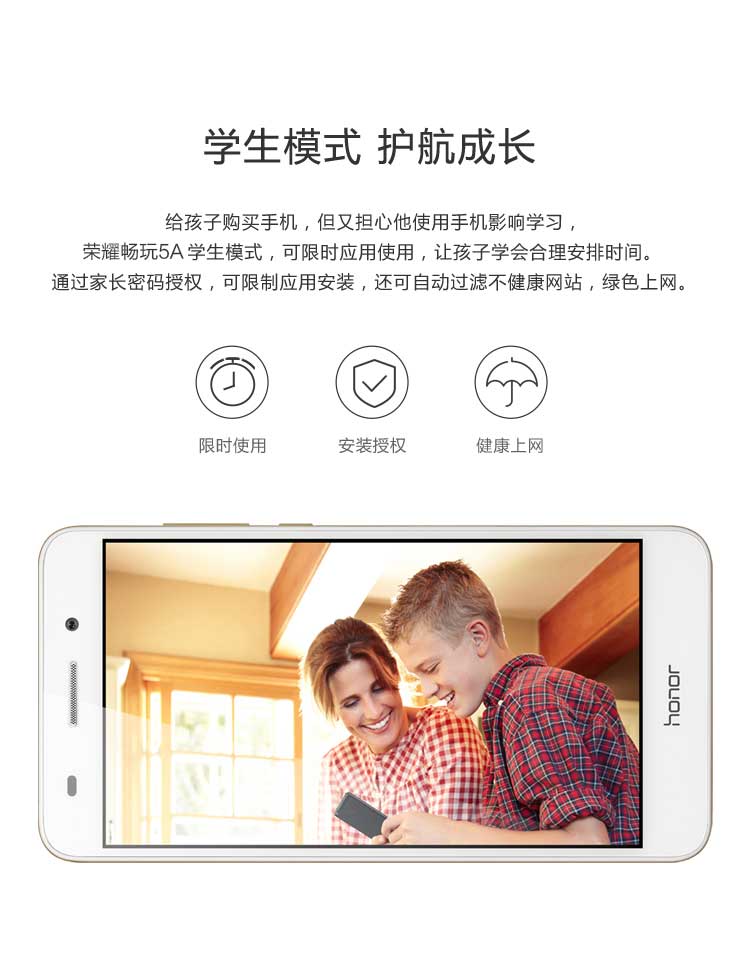 学生模式 护航成长
给孩子购买手机，但又担心他使用手机影响学习，
荣耀畅玩5A 学生模式，可限时应用使用，让孩子学会合理安排时间。
通过家长密码授权，可限制应用安装，还可自动过滤不健康网站，绿色上网。
限时使用
安装授权
健康上网
honor